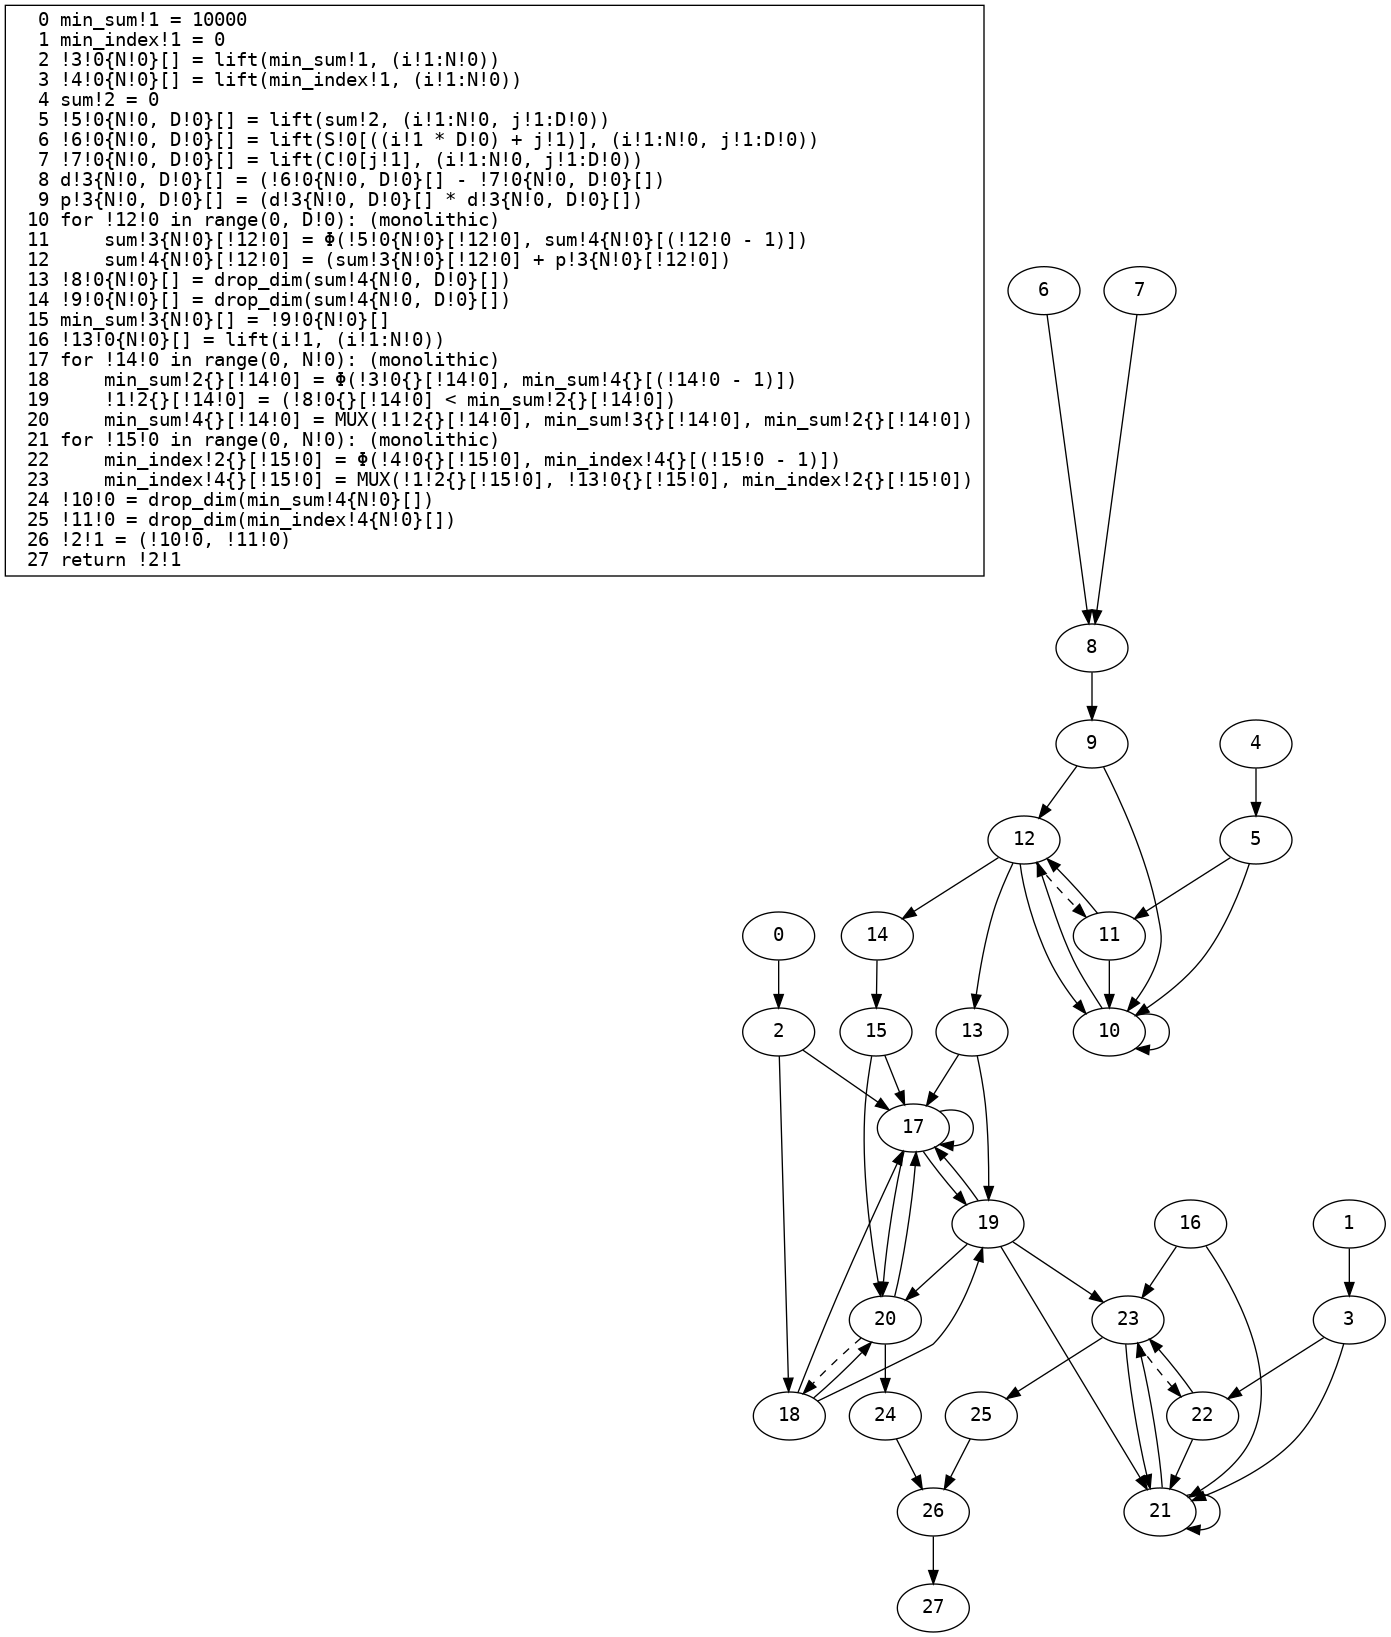 0 min_sum!1 = 10000
1 min_index!1 = 0
2 !3!0{N!0}[] = lift(min_sum!1, (i!1:N!0))
3 !4!0{N!0}[] = lift(min_index!1, (i!1:N!0))
4 sum!2 = 0
5 !5!0{N!0, D!0}[] = lift(sum!2, (i!1:N!0, j!1:D!0))
6 !6!0{N!0, D!0}[] = lift(S!0[((i!1 * D!0) + j!1)], (i!1:N!0, j!1:D!0))
7 !7!0{N!0, D!0}[] = lift(C!0[j!1], (i!1:N!0, j!1:D!0))
8 d!3{N!0, D!0}[] = (!6!0{N!0, D!0}[] - !7!0{N!0, D!0}[])
9 p!3{N!0, D!0}[] = (d!3{N!0, D!0}[] * d!3{N!0, D!0}[])
10 for !12!0 in range(0, D!0): (monolithic)
11     sum!3{N!0}[!12!0] = Φ(!5!0{N!0}[!12!0], sum!4{N!0}[(!12!0 - 1)])
12     sum!4{N!0}[!12!0] = (sum!3{N!0}[!12!0] + p!3{N!0}[!12!0])
13 !8!0{N!0}[] = drop_dim(sum!4{N!0, D!0}[])
14 !9!0{N!0}[] = drop_dim(sum!4{N!0, D!0}[])
15 min_sum!3{N!0}[] = !9!0{N!0}[]
16 !13!0{N!0}[] = lift(i!1, (i!1:N!0))
17 for !14!0 in range(0, N!0): (monolithic)
18     min_sum!2{}[!14!0] = Φ(!3!0{}[!14!0], min_sum!4{}[(!14!0 - 1)])
19     !1!2{}[!14!0] = (!8!0{}[!14!0] < min_sum!2{}[!14!0])
20     min_sum!4{}[!14!0] = MUX(!1!2{}[!14!0], min_sum!3{}[!14!0], min_sum!2{}[!14!0])
21 for !15!0 in range(0, N!0): (monolithic)
22     min_index!2{}[!15!0] = Φ(!4!0{}[!15!0], min_index!4{}[(!15!0 - 1)])
23     min_index!4{}[!15!0] = MUX(!1!2{}[!15!0], !13!0{}[!15!0], min_index!2{}[!15!0])
24 !10!0 = drop_dim(min_sum!4{N!0}[])
25 !11!0 = drop_dim(min_index!4{N!0}[])
26 !2!1 = (!10!0, !11!0)
27 return !2!1
6 7
8
9 4
12 5
0 14 11
2 15 13 10
17
19 16 1
20 23 3
18 24 25 22
26 21
27